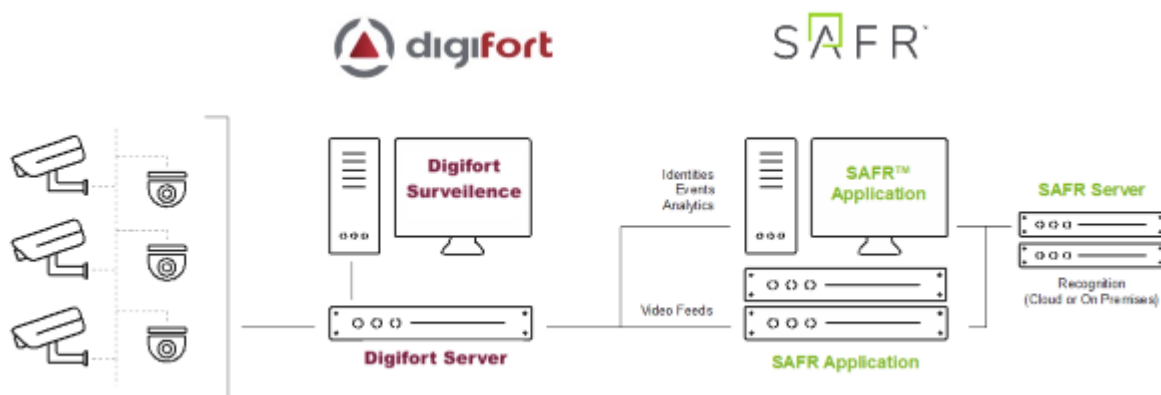 digifort
SAFR™
Digifort
Surveilence
Identities
Events
Analytics
SAFR™
Application
SAFR Server
Recognition
(Cloud or On Premises)
Video Feeds
Digifort Server
SAFR Application